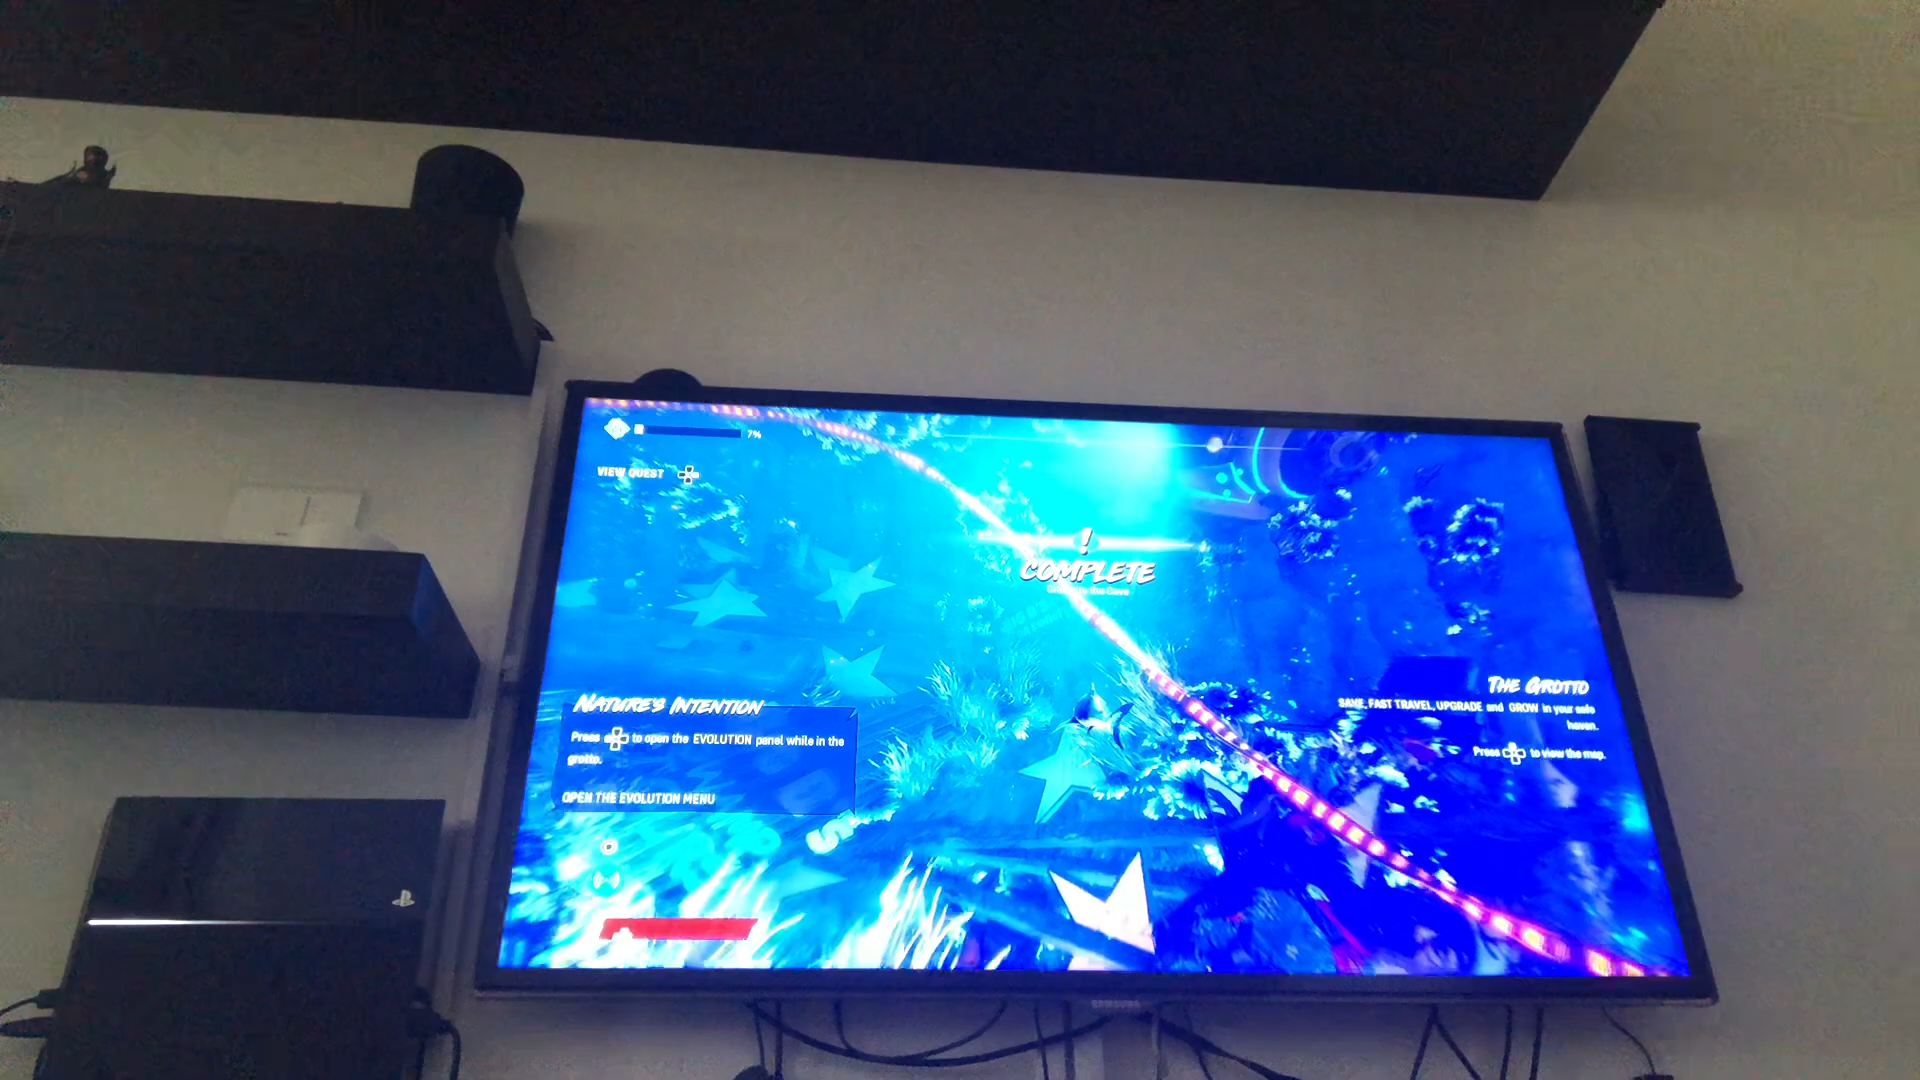 7%
VIEW QUEST
!
COMPLETE
NATURE'S INTENTION
Press to open the EVOLUTION panel while in the
grotto.
OPEN THE EVOLUTION MENU
THE GROTTO
SAVE, FAST TRAVEL, UPGRADE and GROW in your safe
haven.
Press to view the map.
SAMSUNG